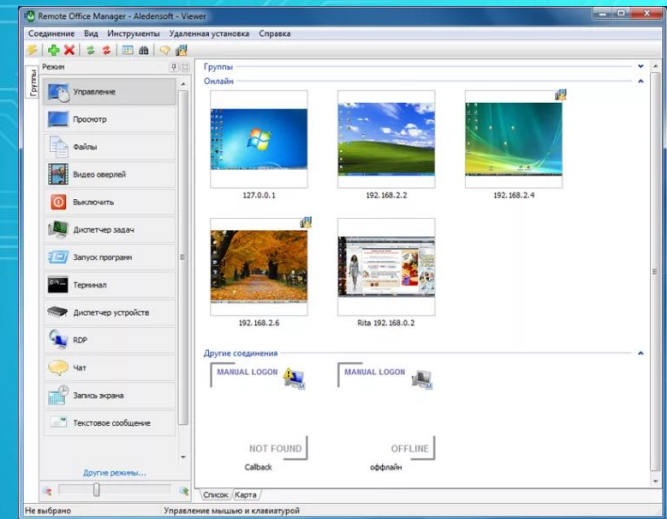 Remote Office Manager - Aledensoft - Viewer
Соединение Вид Инструменты Удаленная установка Справка
Режим
Группы
Управление
Просмотр
Файлы
Видео оверлей
Выключить
Диспетчер задач
Запуск программ
Терминал
Диспетчер устройств
RDP
Чат
Запись экрана
Текстовое сообщение
Другие режимы...
Группы
Онлайн
127.0.0.1
192.168.2.2
192.168.2.4
192.168.2.6
Rita 192.168.0.2
Другие соединения
MANUAL LOGON
MANUAL LOGON
NOT FOUND
OFFLINE
Callback
оффлайн
Список Карта
Не выбрано
Управление мышью и клавиатурой